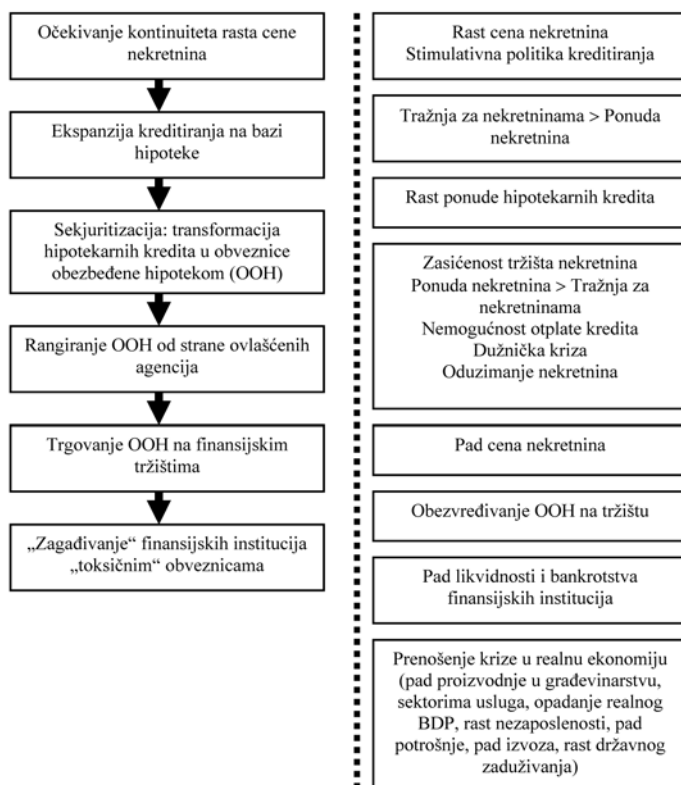 Očekivanje kontinuiteta rasta cene
nekretnina
Ekspanzija kreditiranja na bazi
hipoteke
Sekjuritizacija: transformacija
hipotekarnih kredita u obveznice
obezbeđene hipotekom (OOH)
Rangiranje OOH od strane ovlašćenih
agencija
Trgovanje OOH na finansijskim
tržištima
„Zagađivanje“ finansijskih institucija
„toksičnim“ obveznicama
Rast cena nekretnina
Stimulativna politika kreditiranja
Tražnja za nekretninama > Ponuda
nekretnina
Rast ponude hipotekarnih kredita
Zasićenost tržišta nekretnina
Ponuda nekretnina > Tražnja za
nekretninama
Nemogućnost otplate kredita
Dužnička kriza
Oduzimanje nekretnina
Pad cena nekretnina
Obezvređivanje OOH na tržištu
Pad likvidnosti i bankrotstva
finansijskih institucija
Prenošenje krize u realnu ekonomiju
(pad proizvodnje u građevinarstvu,
sektorima usluga, opadanje realnog
BDP, rast nezaposlenosti, pad
potrošnje, pad izvoza, rast državnog
zaduživanja)